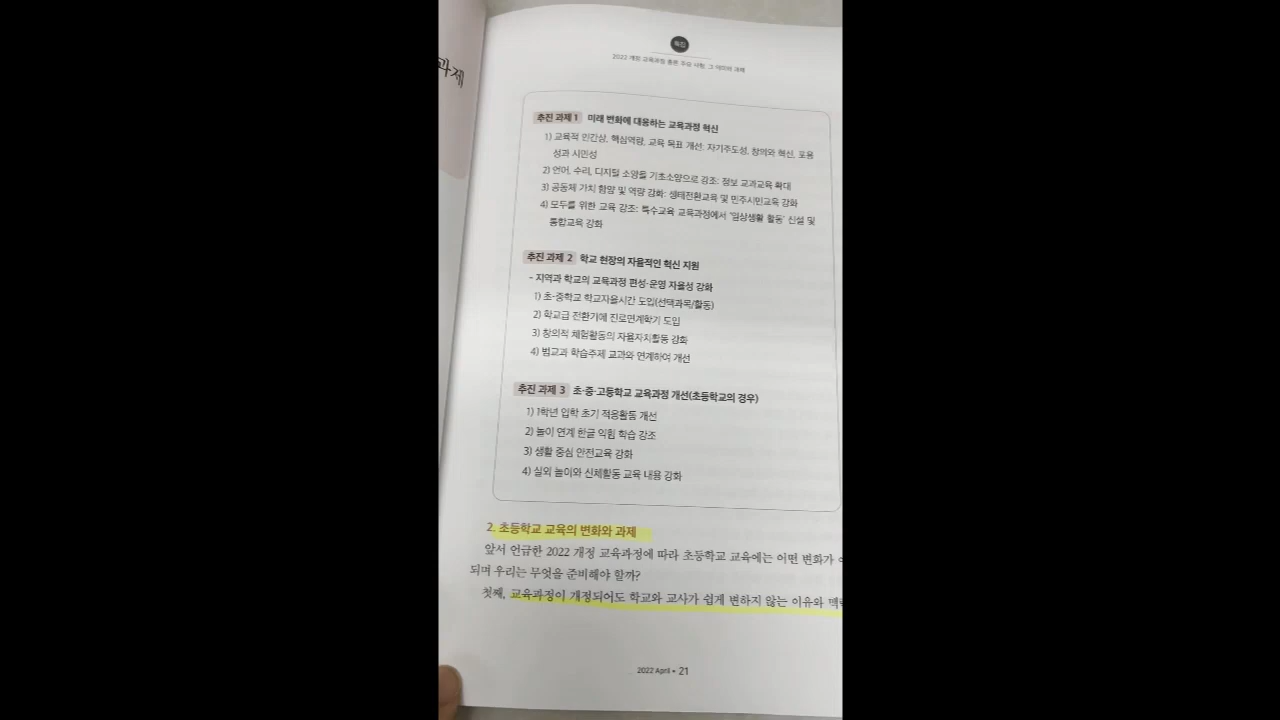 과제
특집
2022 개정 교육과정 총론 주요 사항, 그 의미와 과제
추진 과제 1 미래 변화에 대응하는 교육과정 혁신
1) 교육적 인간상, 핵심역량, 교육 목표 개선: 자기주도성, 창의와 혁신, 포용
성과 시민성
2) 언어, 수리, 디지털 소양을 기초소양으로 강조: 정보 교과교육 확대
3) 공동체 가치 함양 및 역량 강화: 생태전환교육 및 민주시민교육 강화
4) 모두를 위한 교육 강조: 특수교육 교육과정에서 '일상생활 활동' 신설 및
통합교육 강화
추진 과제 2 학교 현장의 자율적인 혁신 지원
- 지역과 학교의 교육과정 편성·운영 자율성 강화
1) 초·중학교 학교자율시간 도입(선택과목/활동)
2) 학교급 전환기에 진로연계학기 도입
3) 창의적 체험활동의 자율자치활동 강화
4) 범교과 학습주제 교과와 연계하여 개선
추진 과제 3 초·중·고등학교 교육과정 개선(초등학교의 경우)
1) 1학년 입학 초기 적응활동 개선
2) 놀이 연계 한글 익힘 학습 강조
3) 생활 중심 안전교육 강화
4) 실외 놀이와 신체활동 교육 내용 강화
2. 초등학교 교육의 변화와 과제
앞서 언급한 2022 개정 교육과정에 따라 초등학교 교육에는 어떤 변화가
되며 우리는 무엇을 준비해야 할까?
첫째, 교육과정이 개정되어도 학교와 교사가 쉽게 변하지 않는 이유와
2022 April • 21